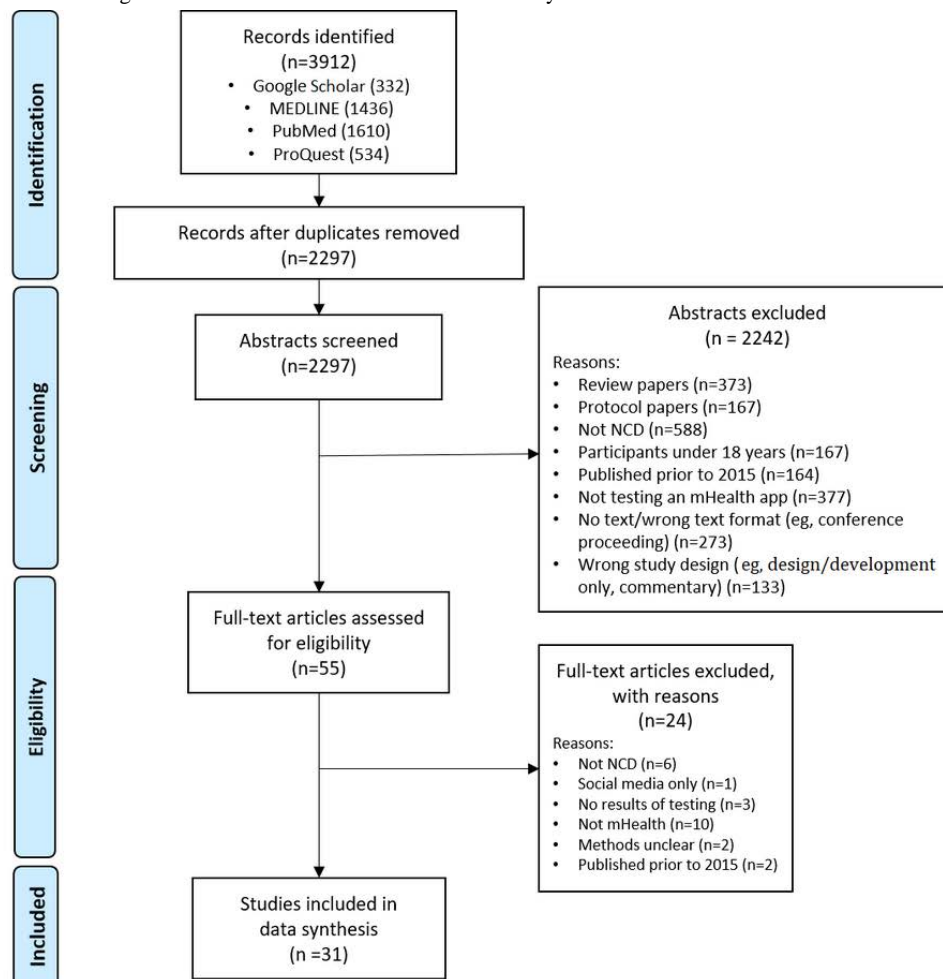 Identification
Records identified
(n=3912)
• Google Scholar (332)
• MEDLINE (1436)
• PubMed (1610)
• ProQuest (534)
Records after duplicates removed
(n=2297)
Screening
Abstracts screened
(n=2297)
Abstracts excluded
(n = 2242)
Reasons:
• Review papers (n=373)
• Protocol papers (n=167)
• Not NCD (n=588)
• Participants under 18 years (n=167)
• Published prior to 2015 (n=164)
• Not testing an mHealth app (n=377)
• No text/wrong text format (eg, conference
proceeding) (n=273)
• Wrong study design (eg, design/development
only, commentary) (n=133)
Eligibility
Full-text articles assessed
for eligibility
(n=55)
Full-text articles excluded,
with reasons
(n=24)
Reasons:
• Not NCD (n=6)
• Social media only (n=1)
• No results of testing (n=3)
• Not mHealth (n=10)
• Methods unclear (n=2)
• Published prior to 2015 (n=2)
Included
Studies included in
data synthesis
(n =31)